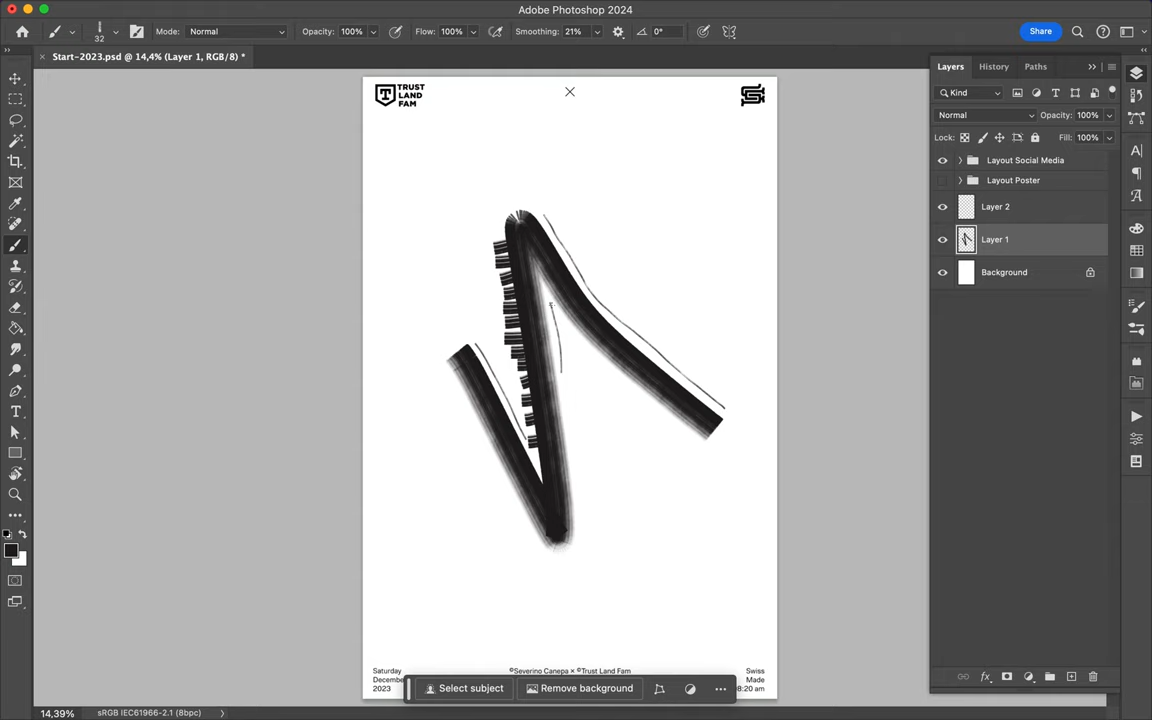 Adobe Photoshop 2024
32
Mode:
Normal
Opacity:
100%
Flow:
100%
Smoothing:
21%
0°
Share
Start-2023.psd @ 14,4% (Layer 1, RGB/8) *
TRUST
LAND
FAM
Layers
History
Paths
Kind
Normal
Opacity:
100%
Lock:
Fill:
100%
Layout Social Media
Layout Poster
Layer 2
Layer 1
Background
Saturday
December
2023
©Severino Canepa × ©Trust Land Fam
Swiss
Made
8:20 am
Select subject
Remove background
14,39%
sRGB IEC61966-2.1 (8bpc)